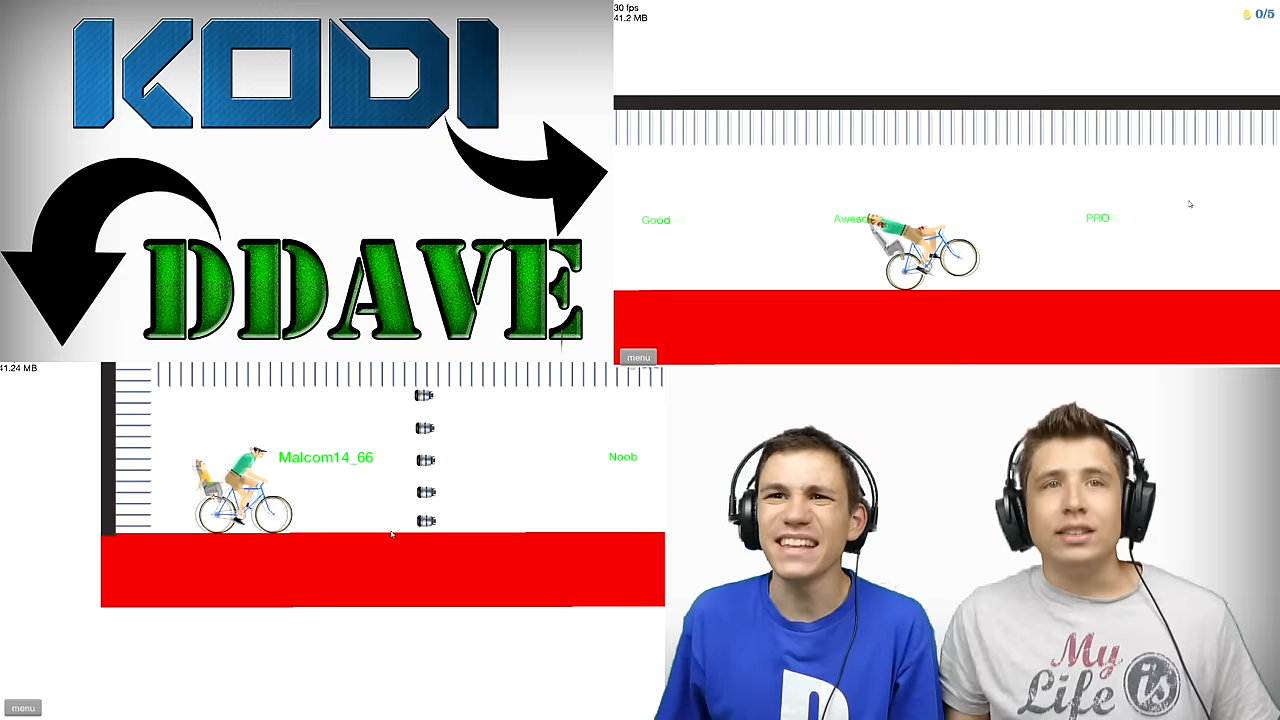 KODI
DDAVE
30 fps
41.2 MB
0/5
Good
PRO
menu
41.24 MB
Malcom14_66
Noob
menu
My
Life is